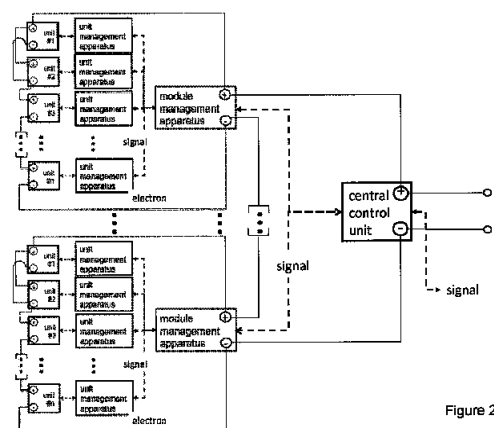 unit
#1
unit
management
apparatus
unit
#2
unit
management
apparatus
unit
#3
unit
management
apparatus
unit
#n
unit
management
apparatus
signal
electron
module
management
apparatus
+
-
central
control
unit
+
-
signal
signal
unit
#1
unit
management
apparatus
unit
#2
unit
management
apparatus
unit
unit
management
apparatus
unit
#n
unit
management
apparatus
signal
electron
module
management
apparatus
+
-
Figure 2